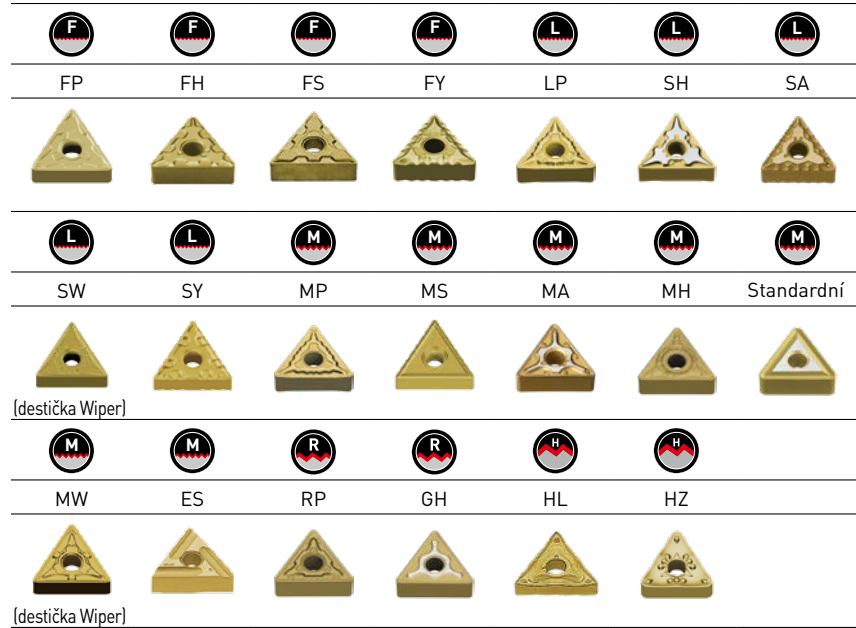 F F F F L L L
FP FH FS FY LP SH SA
L L M M M M M
SW SY MP MS MA MH Standardní
(destička Wiper)
M M R R H H
MW ES RP GH HL HZ
(destička Wiper)